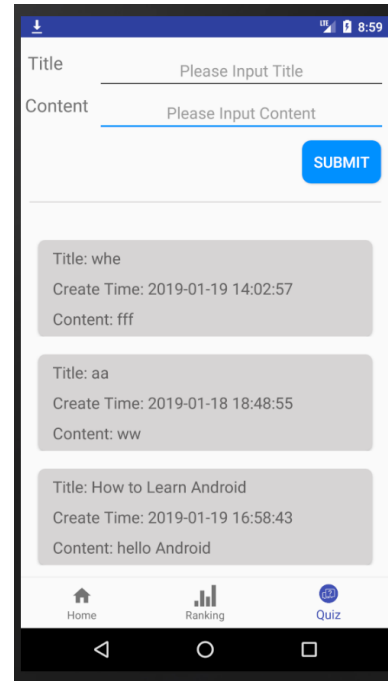 LTE 8:59
Title Please Input Title
Content Please Input Content
SUBMIT
Title: whe
Create Time: 2019-01-19 14:02:57
Content: fff
Title: aa
Create Time: 2019-01-18 18:48:55
Content: ww
Title: How to Learn Android
Create Time: 2019-01-19 16:58:43
Content: hello Android
Home Ranking Quiz